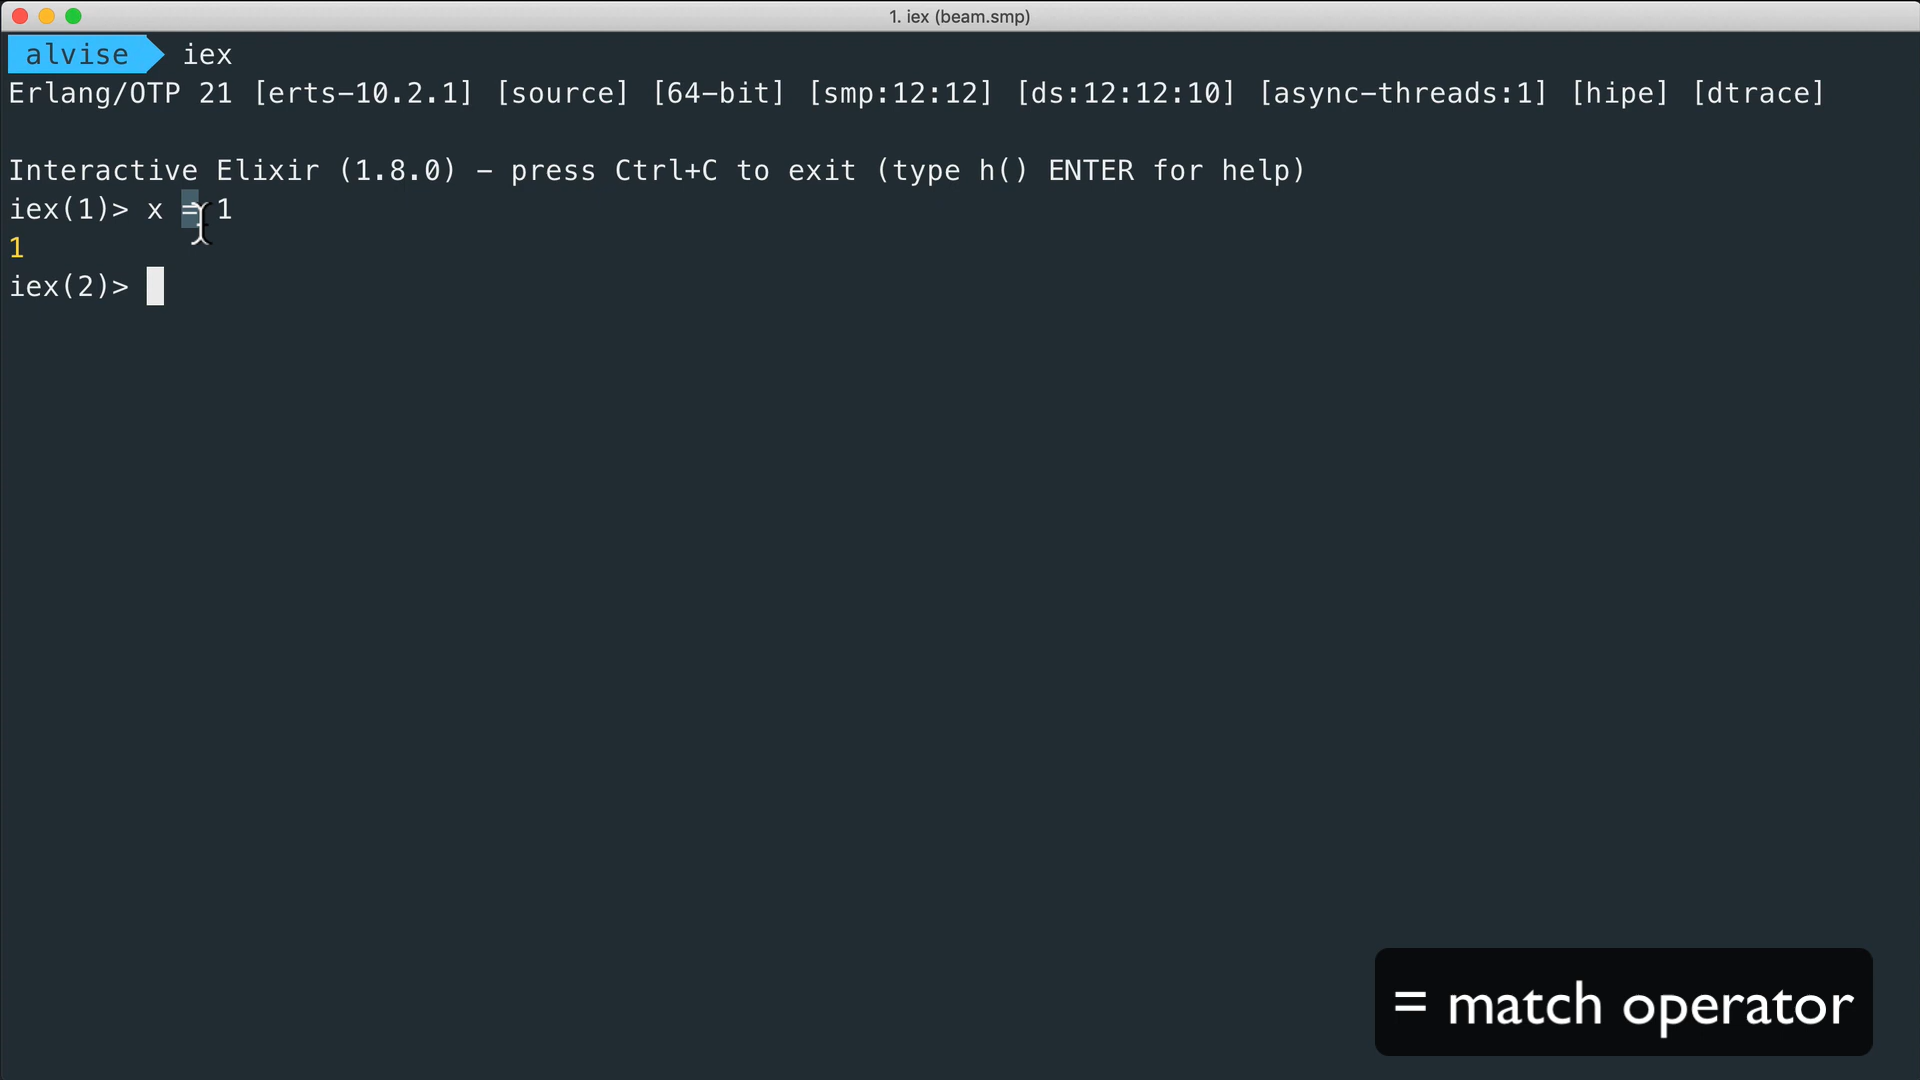 1. iex (beam.smp)
alvise iex
Erlang/OTP 21 [erts-10.2.1] [source] [64-bit] [smp:12:12] [ds:12:12:10] [async-threads:1] [hipe] [dtrace]
Interactive Elixir (1.8.0) - press Ctrl+C to exit (type h() ENTER for help)
iex(1)> x = 1
1
iex(2)>
= match operator